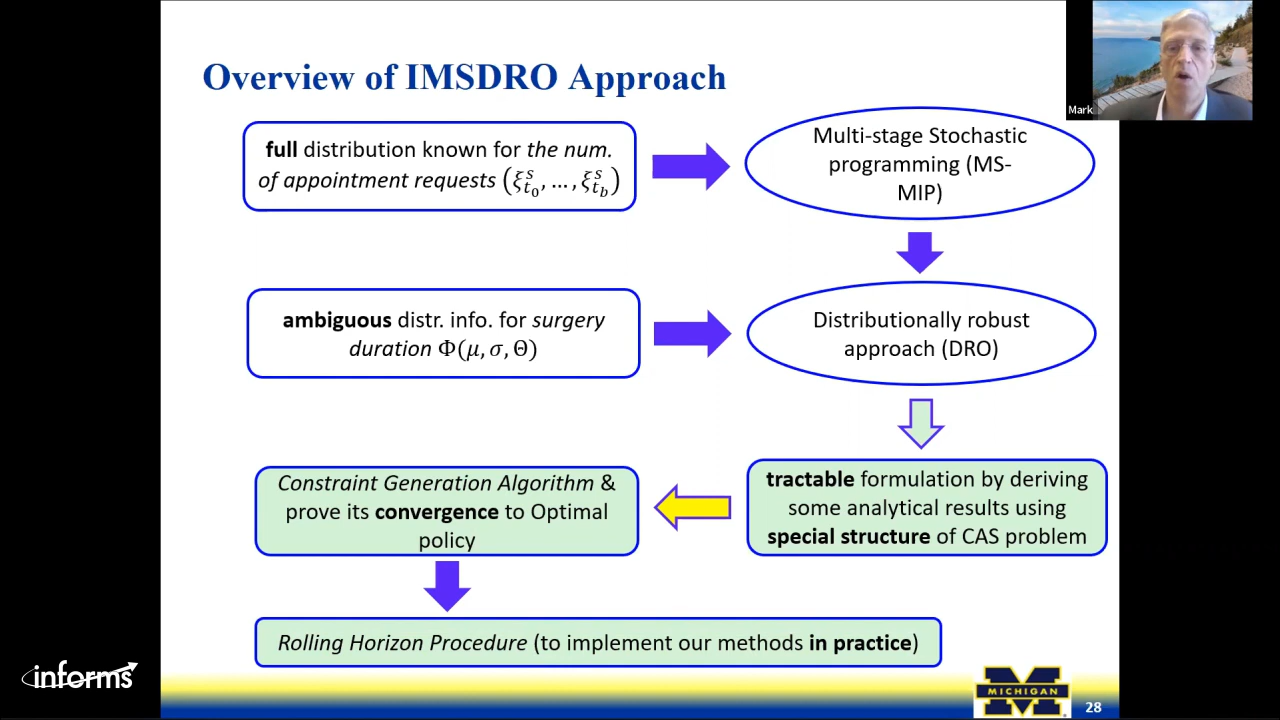 Overview of IMSDRO Approach
Mark
full distribution known for the num.
of appointment requests (ξ^s_{t_0}, … , ξ^s_{t_b})
Multi-stage Stochastic
programming (MS-
MIP)
ambiguous distr. info. for surgery
duration Φ(μ, σ, Θ)
Distributionally robust
approach (DRO)
Constraint Generation Algorithm &
prove its convergence to Optimal
policy
tractable formulation by deriving
some analytical results using
special structure of CAS problem
Rolling Horizon Procedure (to implement our methods in practice)
informs
MICHIGAN
28